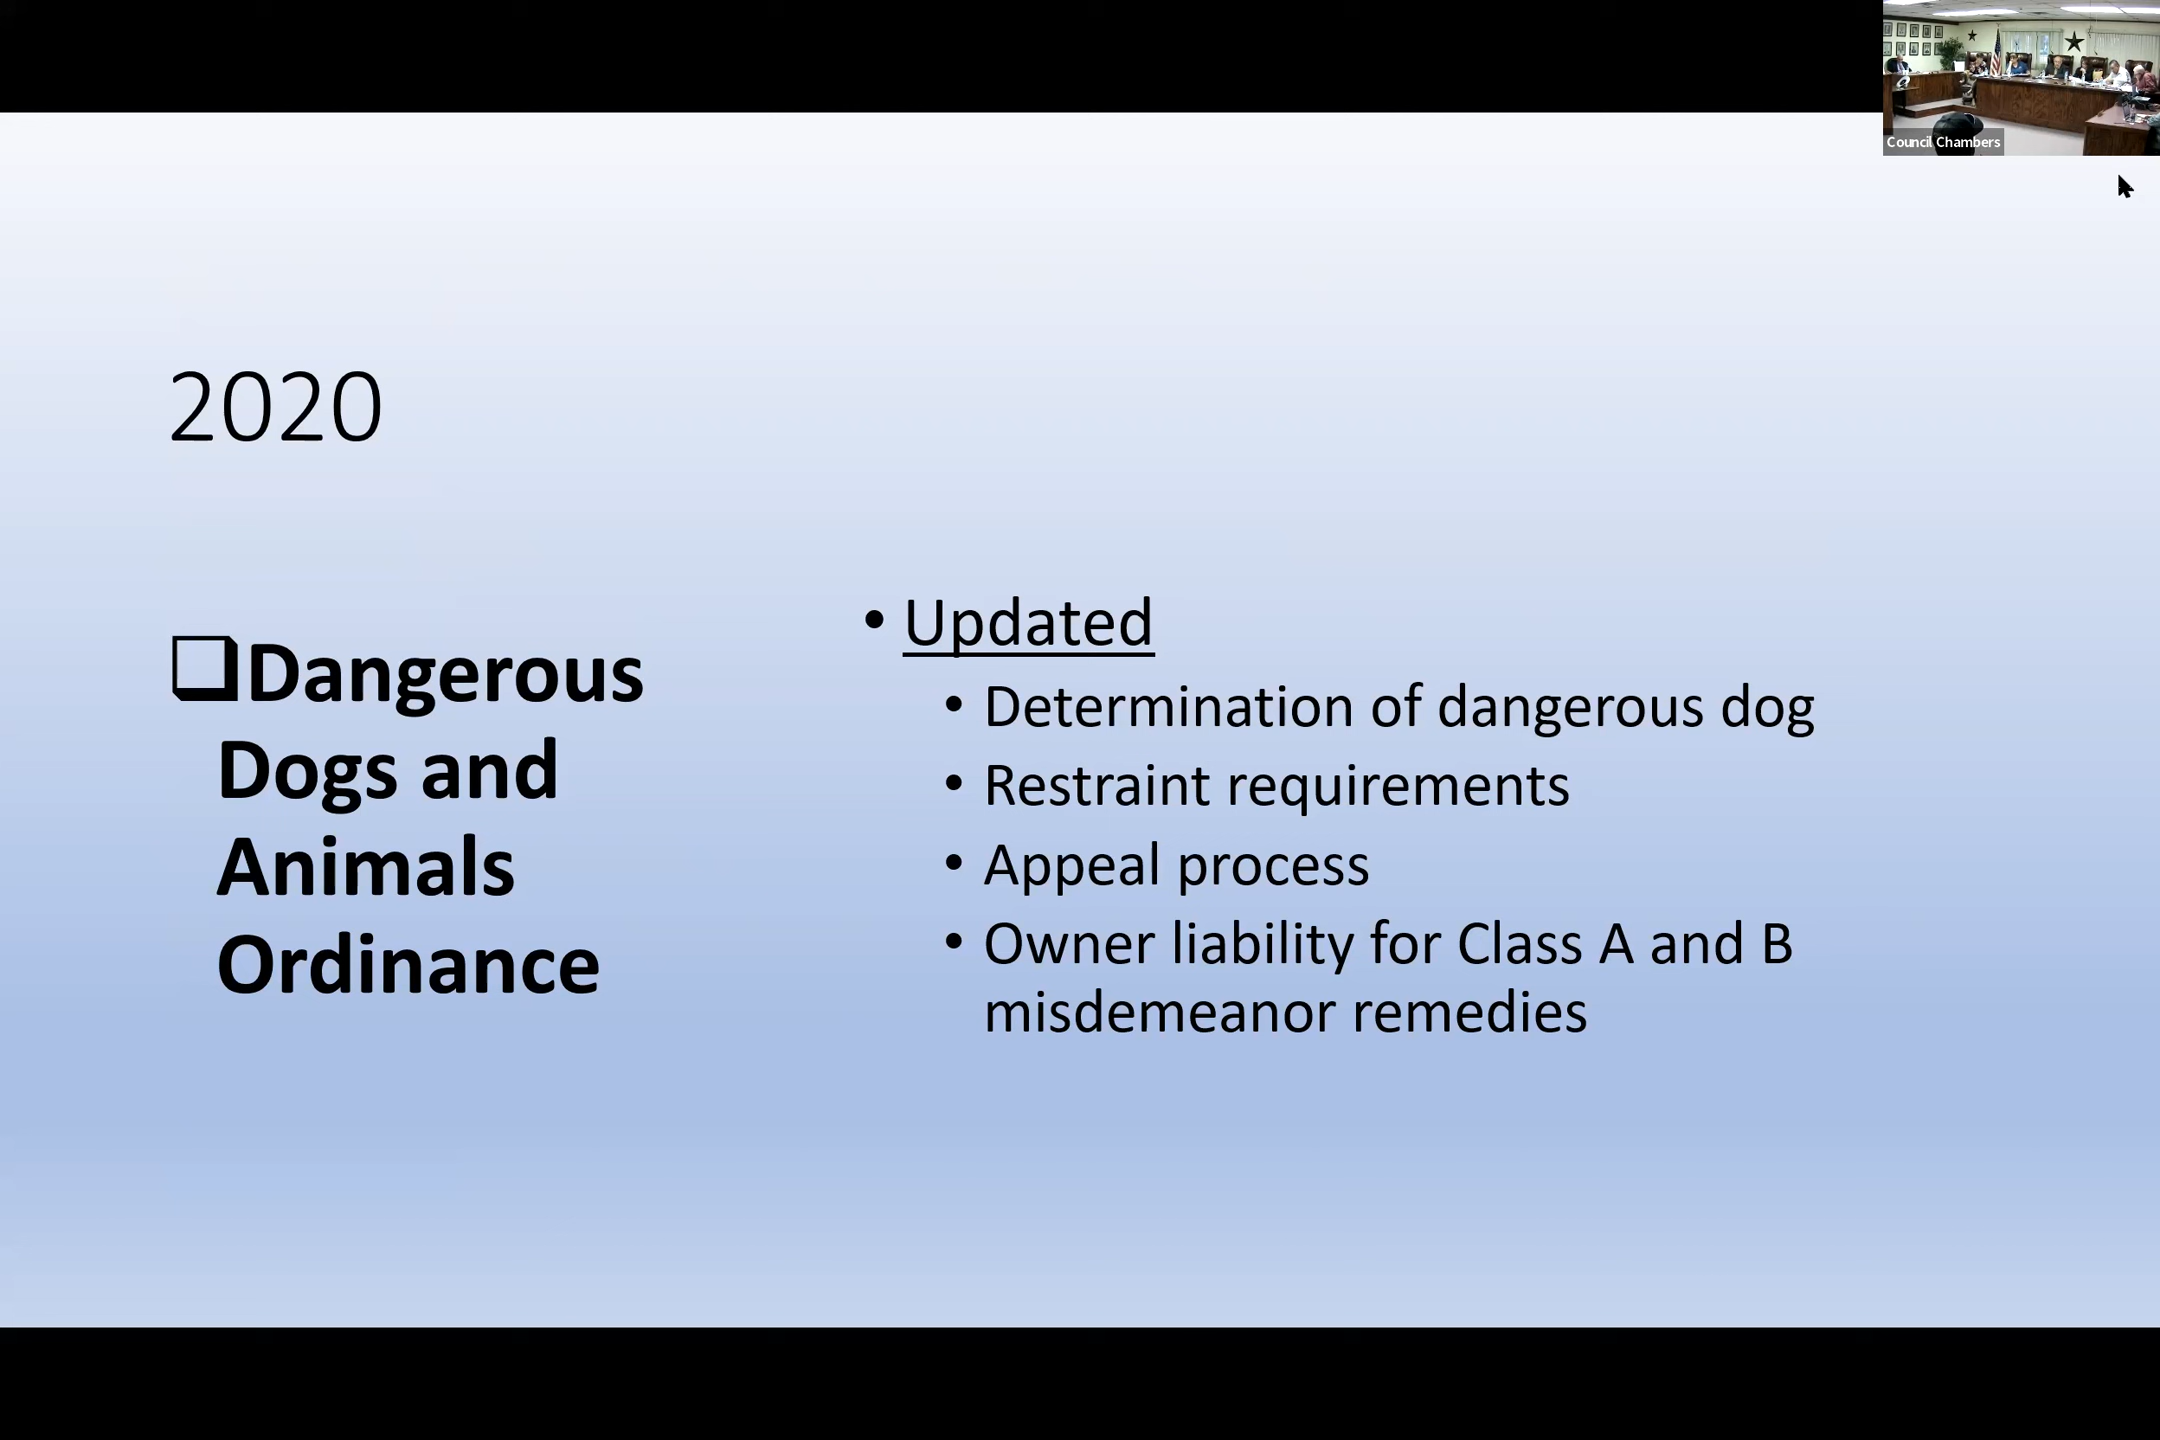 Council Chambers
2020
❑Dangerous
Dogs and
Animals
Ordinance
• Updated
• Determination of dangerous dog
• Restraint requirements
• Appeal process
• Owner liability for Class A and B
misdemeanor remedies